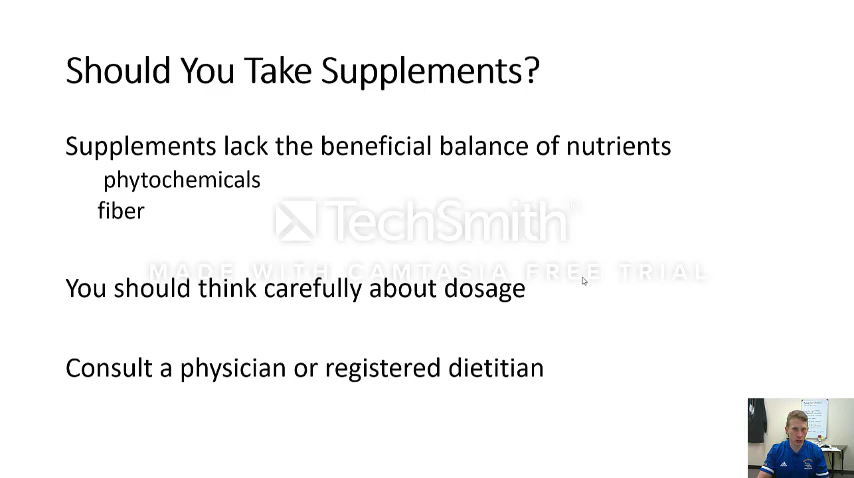 Should You Take Supplements?
Supplements lack the beneficial balance of nutrients
phytochemicals
fiber
TechSmith
MADE WITH CAMTASIA FREE TRIAL
You should think carefully about dosage
Consult a physician or registered dietitian